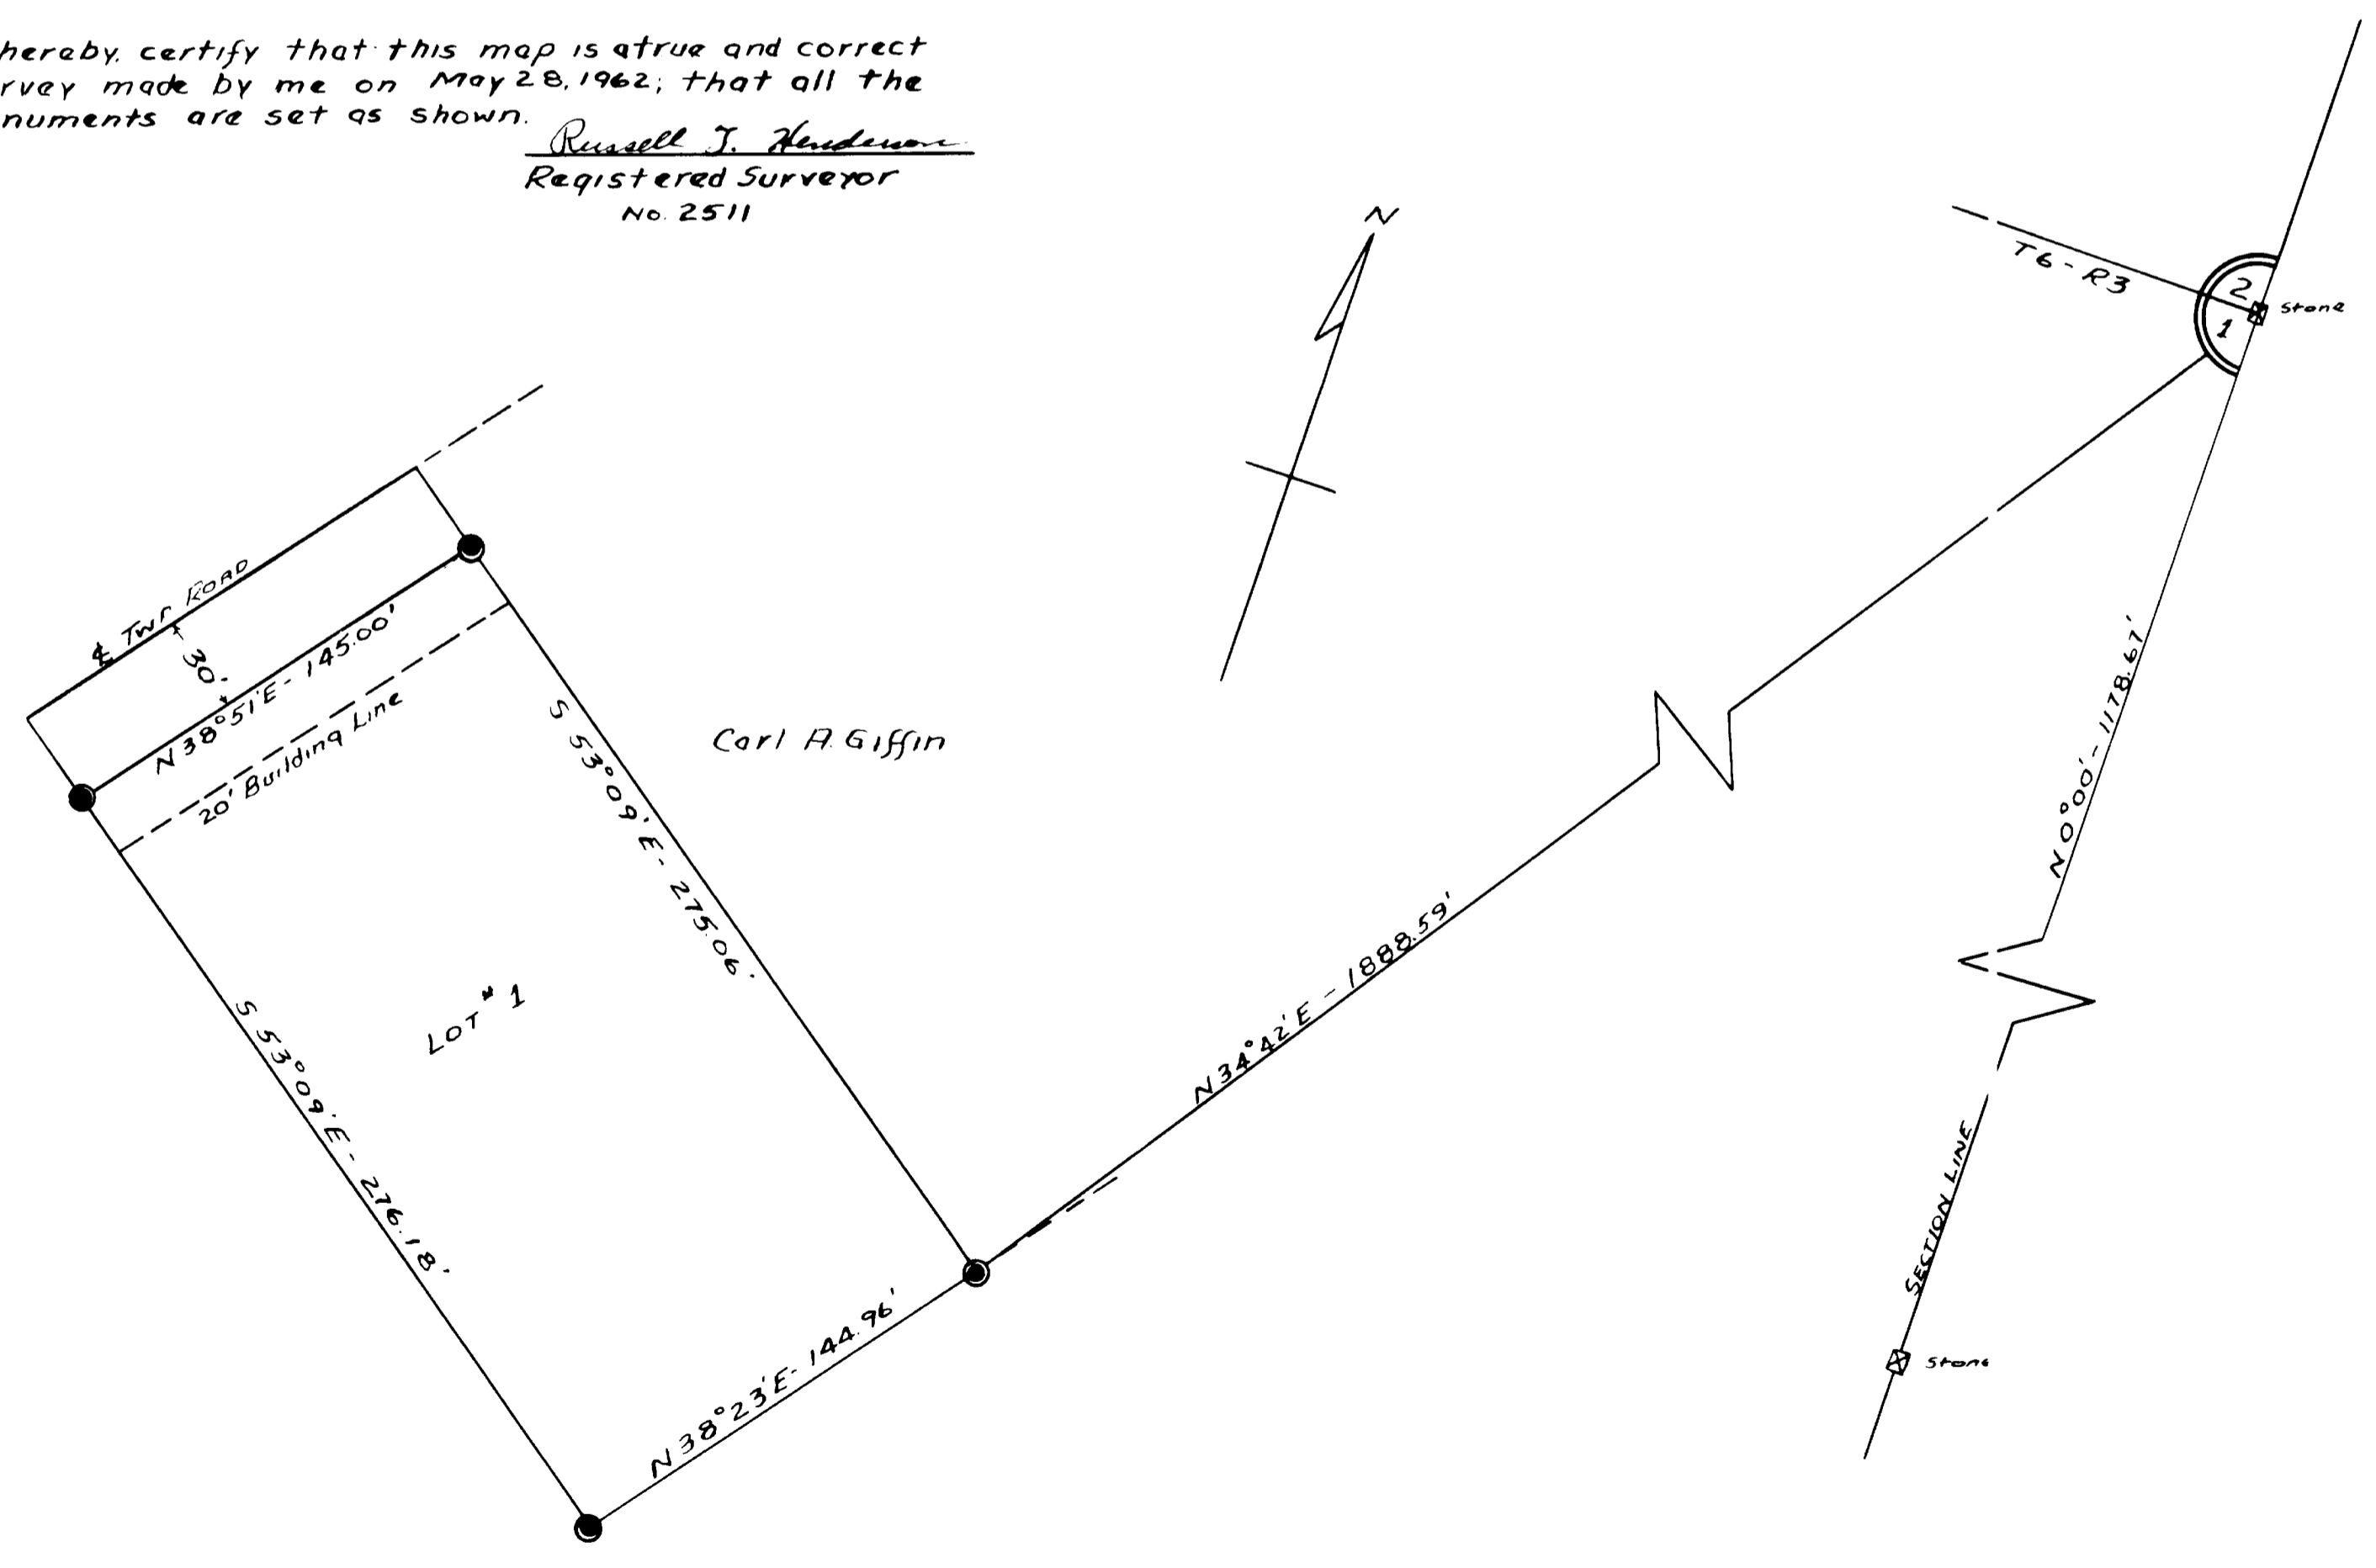 hereby certify that this map is a true and correct
rvey made by me on May 28, 1962; that all the
numents are set as shown.
Russell J. Henderson
Registered Surveyor
No. 2511
N
T6 - R3
2
1
Stone
℄ TWP ROAD
30'
N 38°51'E - 145.00'
20' Building Line
S 53°09'E - 275.06'
Carl A. Giffin
N 0°00' - 1178.67'
LOT #1
S 53°09'E - 276.18'
N 34°42'E - 1888.59'
SECTION LINE
N 38°23'E - 144.96'
Stone